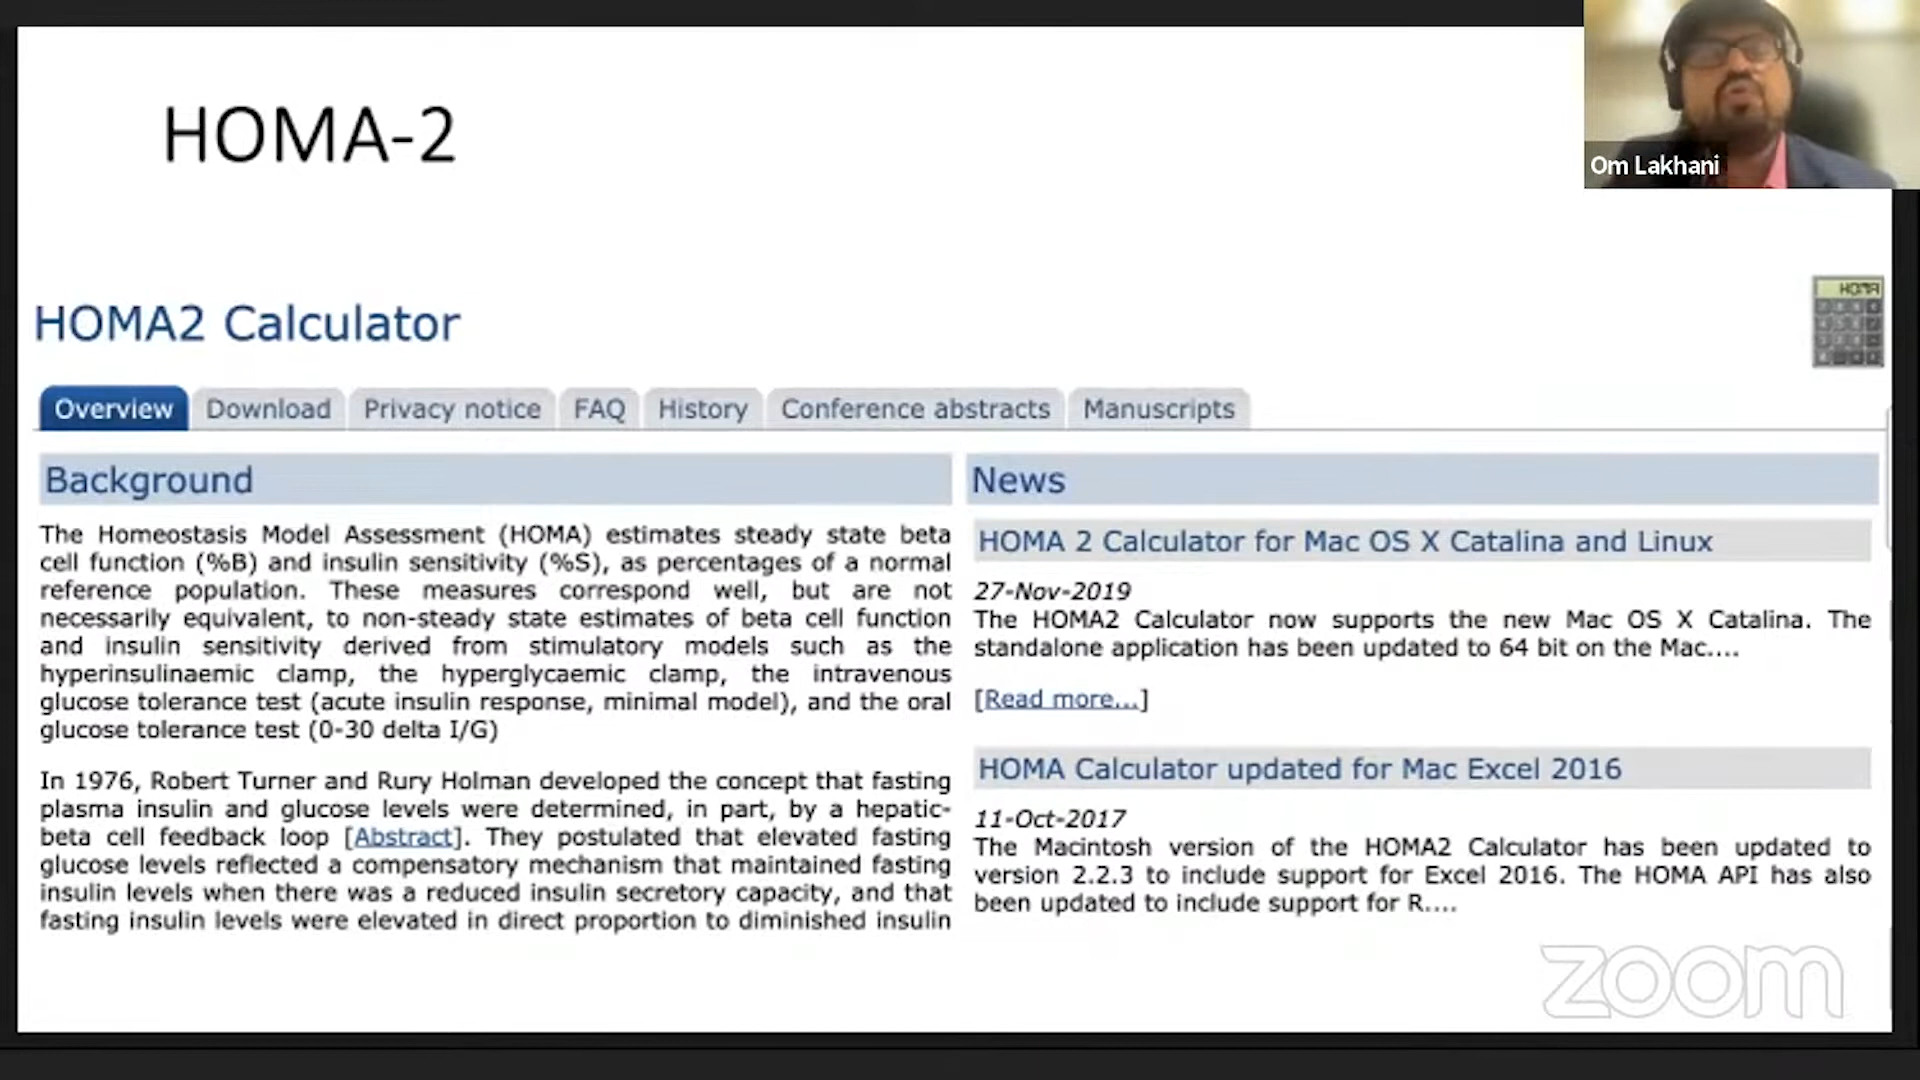 HOMA-2
Om Lakhani
HOMA2 Calculator
HOMA
Overview Download Privacy notice FAQ History Conference abstracts Manuscripts
Background
The Homeostasis Model Assessment (HOMA) estimates steady state beta
cell function (%B) and insulin sensitivity (%S), as percentages of a normal
reference population. These measures correspond well, but are not
necessarily equivalent, to non-steady state estimates of beta cell function
and insulin sensitivity derived from stimulatory models such as the
hyperinsulinaemic clamp, the hyperglycaemic clamp, the intravenous
glucose tolerance test (acute insulin response, minimal model), and the oral
glucose tolerance test (0-30 delta I/G)
In 1976, Robert Turner and Rury Holman developed the concept that fasting
plasma insulin and glucose levels were determined, in part, by a hepatic-
beta cell feedback loop [Abstract]. They postulated that elevated fasting
glucose levels reflected a compensatory mechanism that maintained fasting
insulin levels when there was a reduced insulin secretory capacity, and that
fasting insulin levels were elevated in direct proportion to diminished insulin
News
HOMA 2 Calculator for Mac OS X Catalina and Linux
27-Nov-2019
The HOMA2 Calculator now supports the new Mac OS X Catalina. The
standalone application has been updated to 64 bit on the Mac....
[Read more...]
HOMA Calculator updated for Mac Excel 2016
11-Oct-2017
The Macintosh version of the HOMA2 Calculator has been updated to
version 2.2.3 to include support for Excel 2016. The HOMA API has also
been updated to include support for R....
zoom